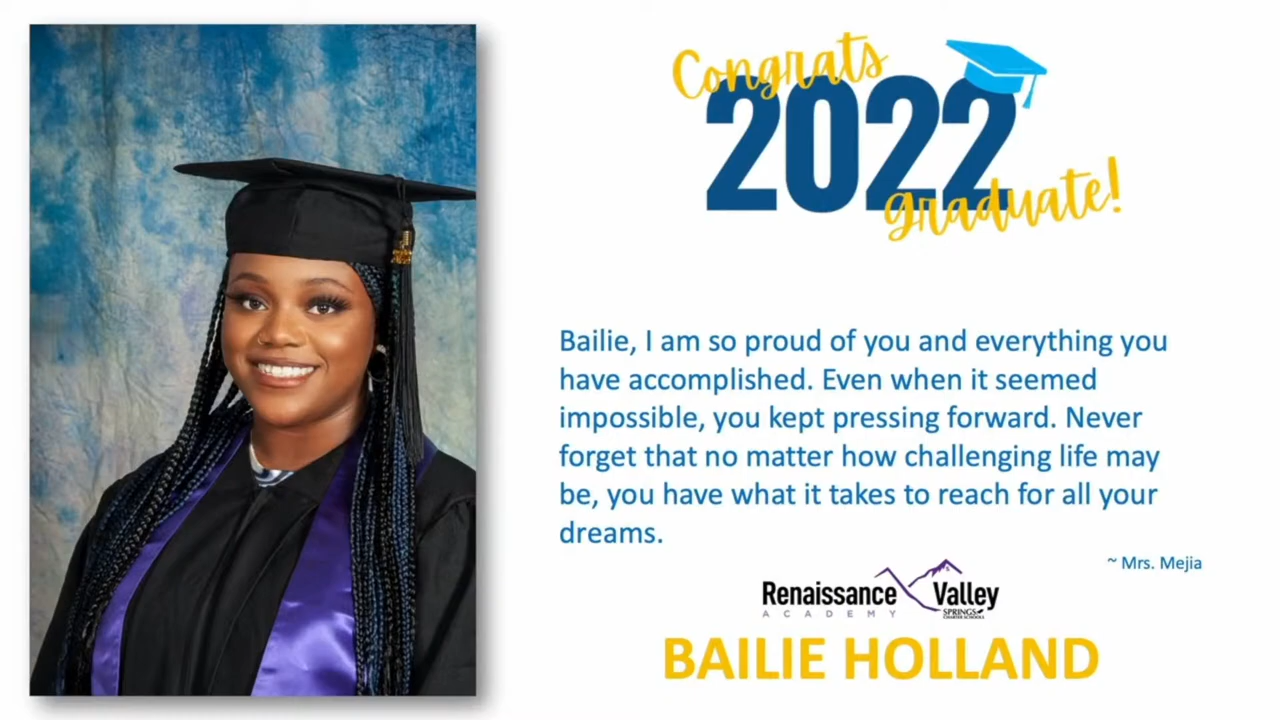 Congrats
2022
graduate!
Bailie, I am so proud of you and everything you
have accomplished. Even when it seemed
impossible, you kept pressing forward. Never
forget that no matter how challenging life may
be, you have what it takes to reach for all your
dreams.
~ Mrs. Mejia
Renaissance Valley
ACADEMY
SPRINGS
CHARTER SCHOOLS
BAILIE HOLLAND